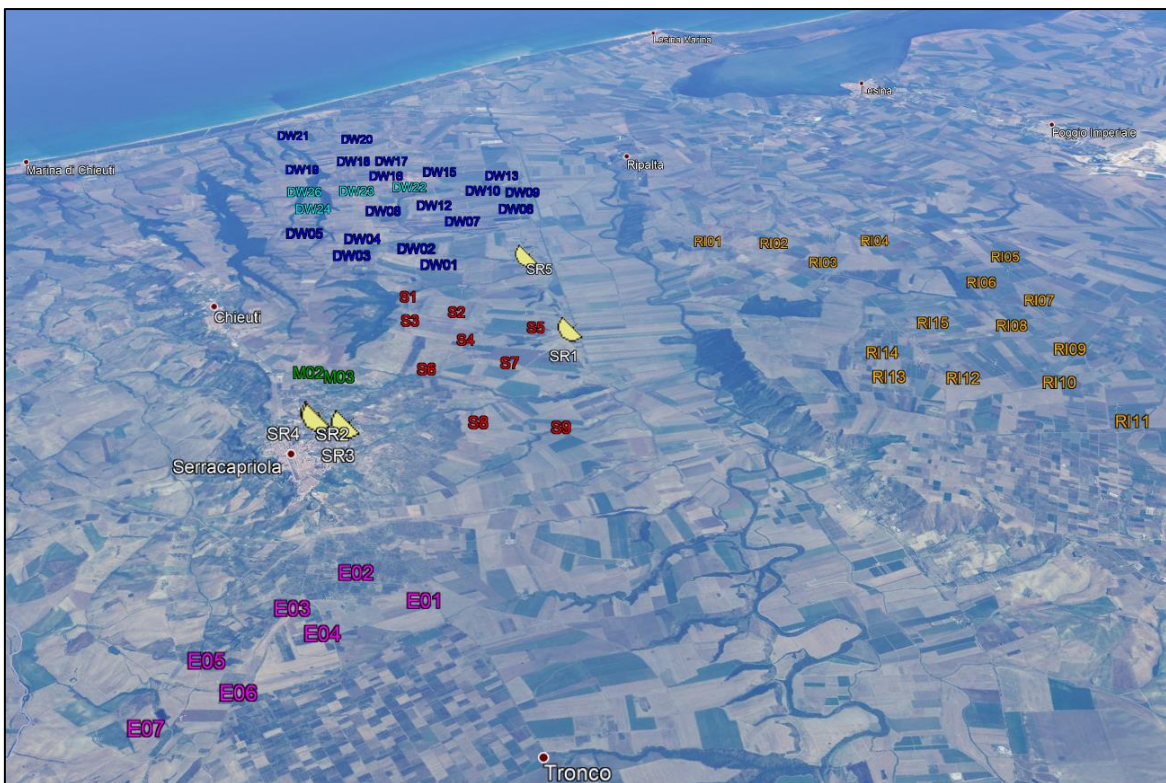 Lesina Marina
Lesina
Poggio Imperiale
DW21
DW20
Marina di Chieuti
Ripalta
DW18 DW17
DW19
DW16
DW15
DW13
DW26
DW23
DW22
DW10
DW09
DW24
DW06
DW12
DW08
DW07
DW05
DW04
DW03
DW02
DW01
SR5
RI01
RI02
RI03
RI04
RI05
RI06
RI07
S1
S2
S3
Chieuti
S4
S5
SR1
RI15
RI08
S6
S7
RI14
RI09
M02
M03
RI13
RI12
RI10
S8
S9
RI11
SR4
SR2
SR3
Serracapriola
E02
E01
E03
E04
E05
E06
E07
Tronco